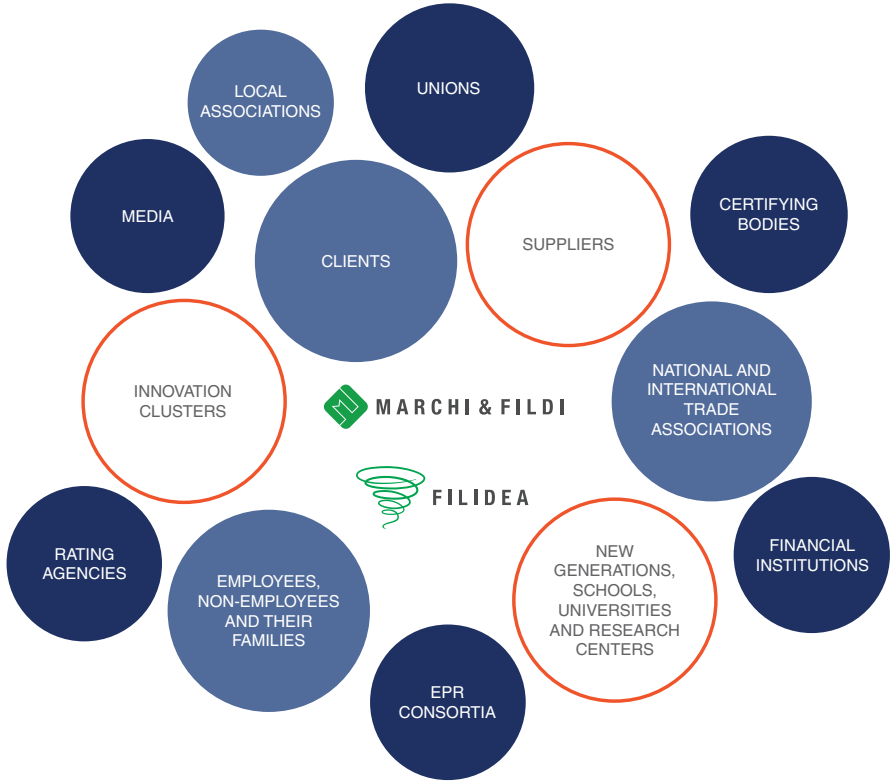 LOCAL
ASSOCIATIONS
UNIONS
MEDIA
CLIENTS
SUPPLIERS
CERTIFYING
BODIES
INNOVATION
CLUSTERS
MARCHI & FILDI
NATIONAL AND
INTERNATIONAL
TRADE
ASSOCIATIONS
FILIDEA
RATING
AGENCIES
EMPLOYEES,
NON-EMPLOYEES
AND THEIR
FAMILIES
NEW
GENERATIONS,
SCHOOLS,
UNIVERSITIES
AND RESEARCH
CENTERS
FINANCIAL
INSTITUTIONS
EPR
CONSORTIA